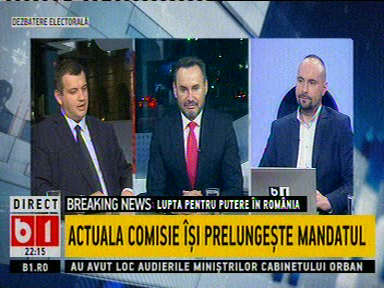 DEZBATERE ELECTORALĂ
b1
DIRECT
BREAKING NEWS
LUPTA PENTRU PUTERE ÎN ROMÂNIA
b1
ACTUALA COMISIE ÎȘI PRELUNGEȘTE MANDATUL
22:15
B1.RO
AU AVUT LOC AUDIERILE MINIȘTRILOR CABINETULUI ORBAN